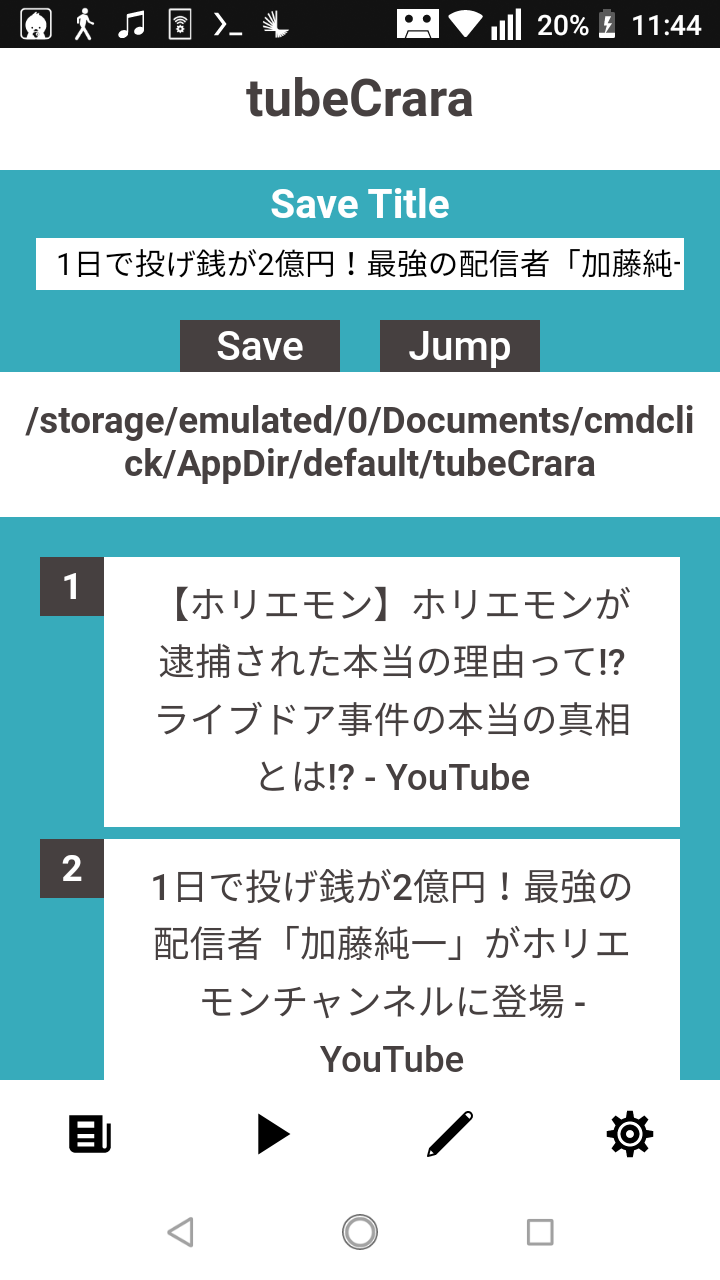 20% 11:44
tubeCrara
Save Title
1日で投げ銭が2億円！最強の配信者「加藤純
Save Jump
/storage/emulated/0/Documents/cmdcli
ck/AppDir/default/tubeCrara
1
【ホリエモン】ホリエモンが
逮捕された本当の理由って!?
ライブドア事件の本当の真相
とは!? - YouTube
2
1日で投げ銭が2億円！最強の
配信者「加藤純一」がホリエ
モンチャンネルに登場 -
YouTube